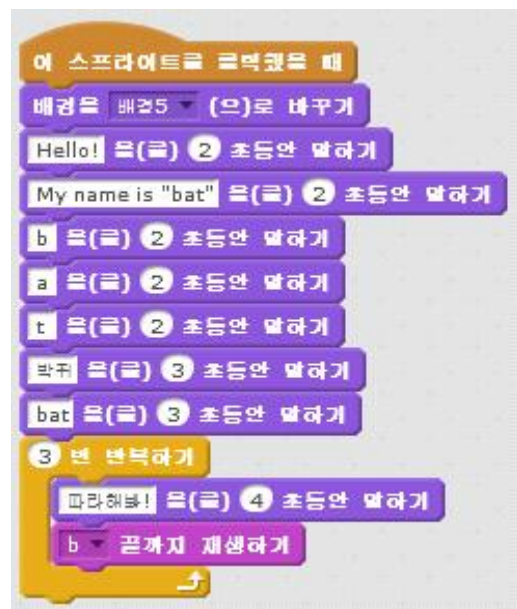 이 스프라이트를 클릭했을 때
배경을 배경5 (으)로 바꾸기
Hello! 을(를) 2 초동안 말하기
My name is "bat" 을(를) 2 초동안 말하기
b 을(를) 2 초동안 말하기
a 을(를) 2 초동안 말하기
t 을(를) 2 초동안 말하기
박쥐 을(를) 3 초동안 말하기
bat 을(를) 3 초동안 말하기
3 번 반복하기
따라해봐! 을(를) 4 초동안 말하기
b 끝까지 재생하기